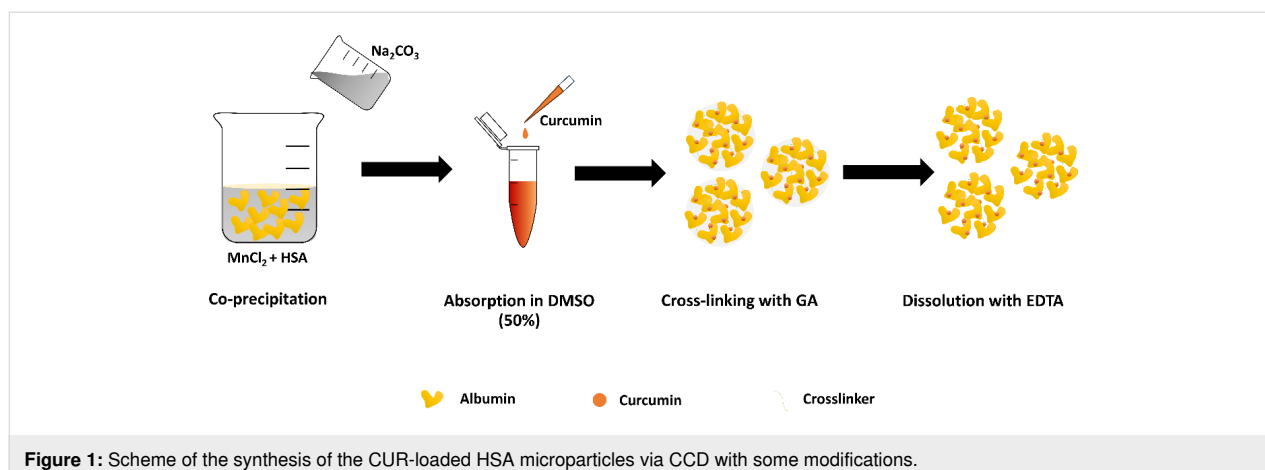 Na₂CO₃
Curcumin
MnCl₂ + HSA
Co-precipitation
Absorption in DMSO
(50%)
Cross-linking with GA
Dissolution with EDTA
Albumin
Curcumin
Crosslinker
Figure 1: Scheme of the synthesis of the CUR-loaded HSA microparticles via CCD with some modifications.